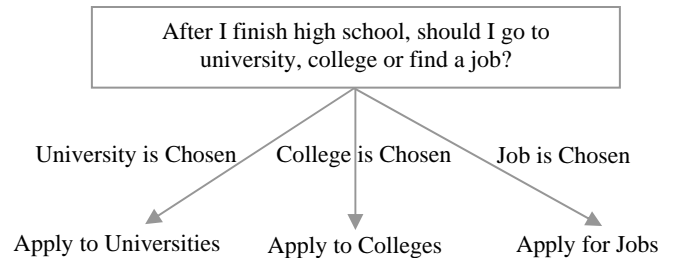 After I finish high school, should I go to
university, college or find a job?
University is Chosen
College is Chosen
Job is Chosen
Apply to Universities
Apply to Colleges
Apply for Jobs